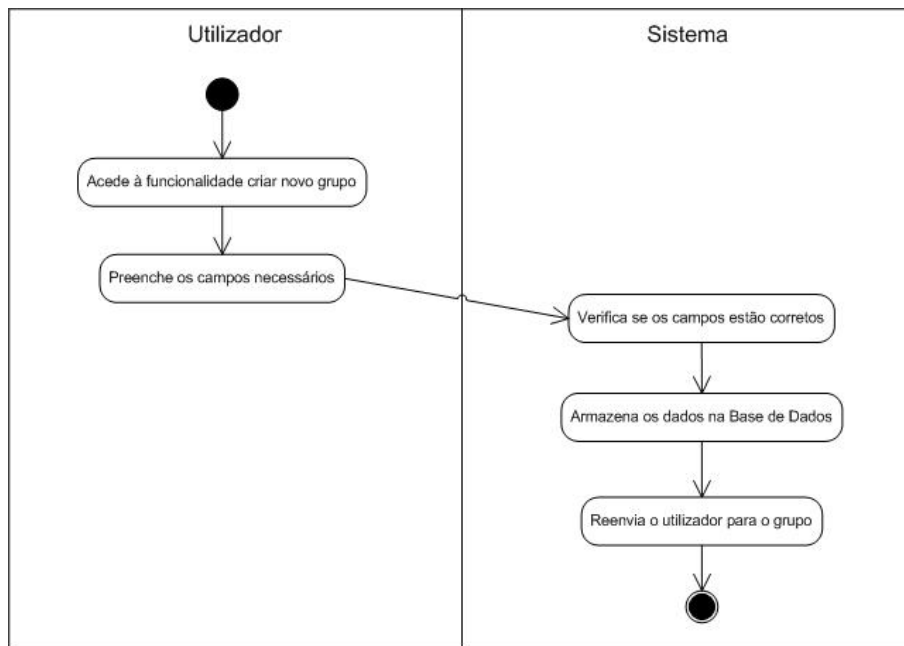 Utilizador
Sistema
Acede à funcionalidade criar novo grupo
Preenche os campos necessários
Verifica se os campos estão corretos
Armazena os dados na Base de Dados
Reenvia o utilizador para o grupo